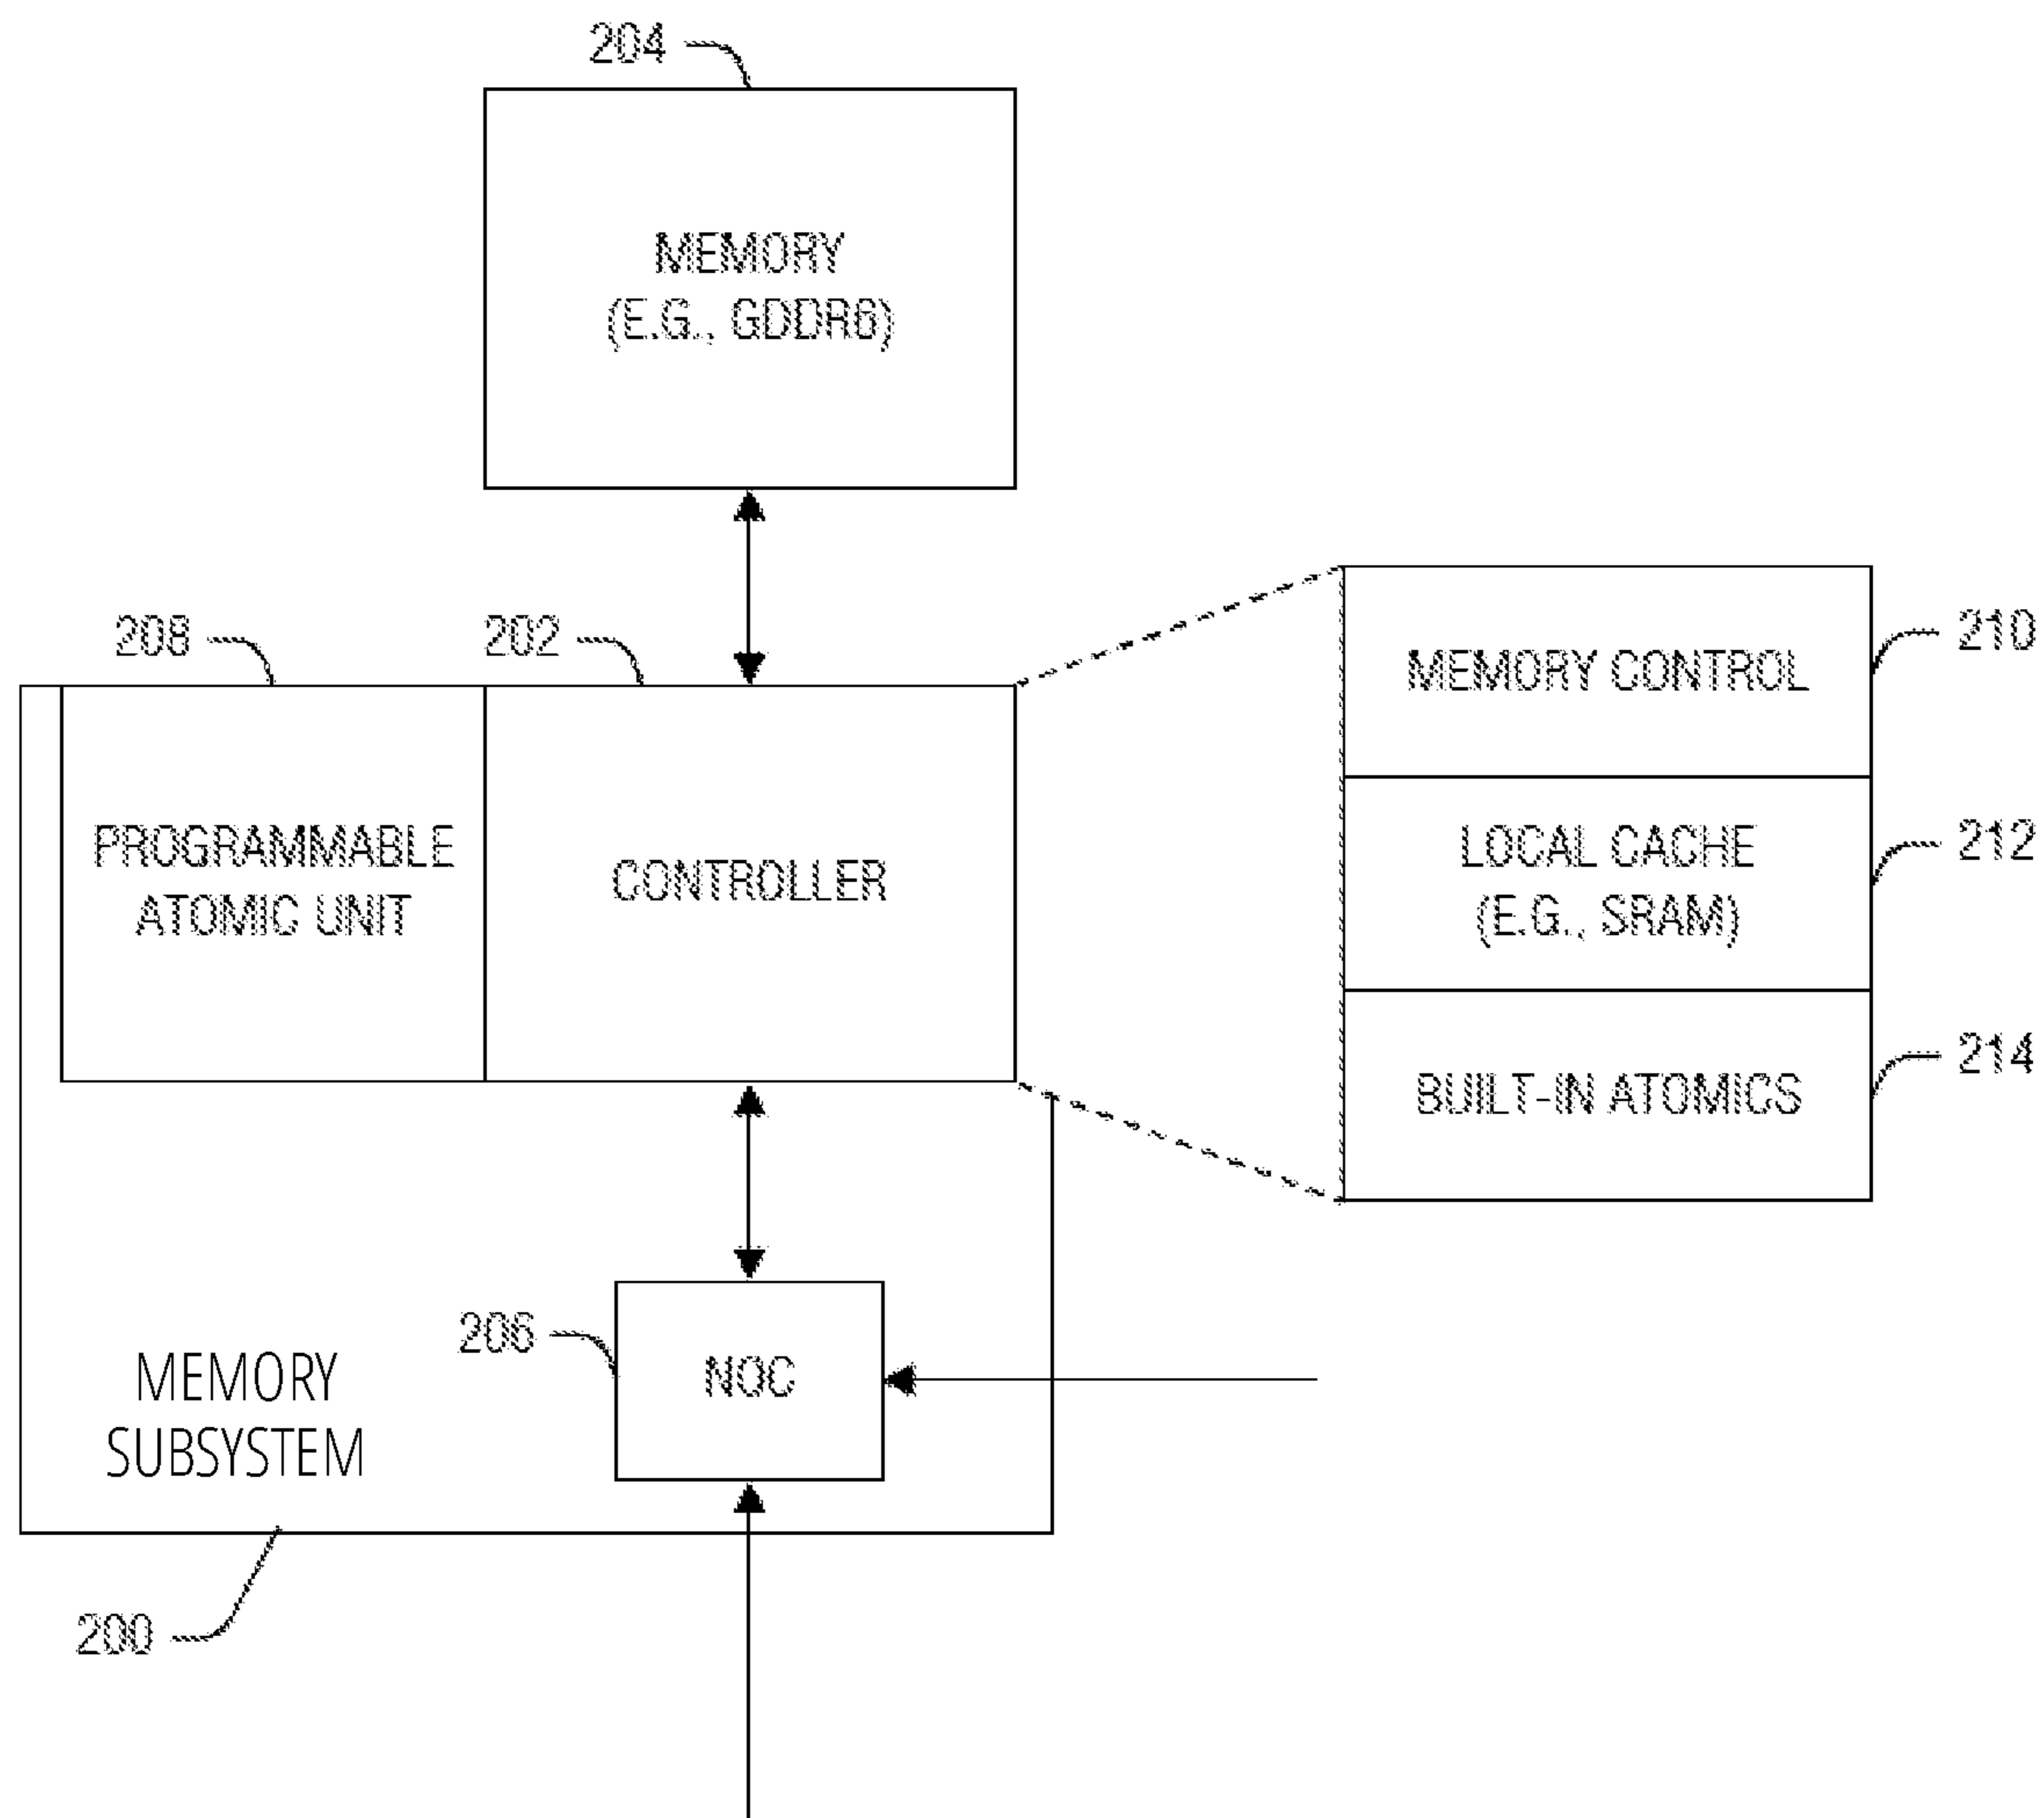 204
MEMORY
(E.G., GDDR6)
208
202
210
MEMORY CONTROL
PROGRAMMABLE
ATOMIC UNIT
CONTROLLER
LOCAL CACHE
(E.G., SRAM)
212
BUILT-IN ATOMICS
214
206
NOC
MEMORY
SUBSYSTEM
200